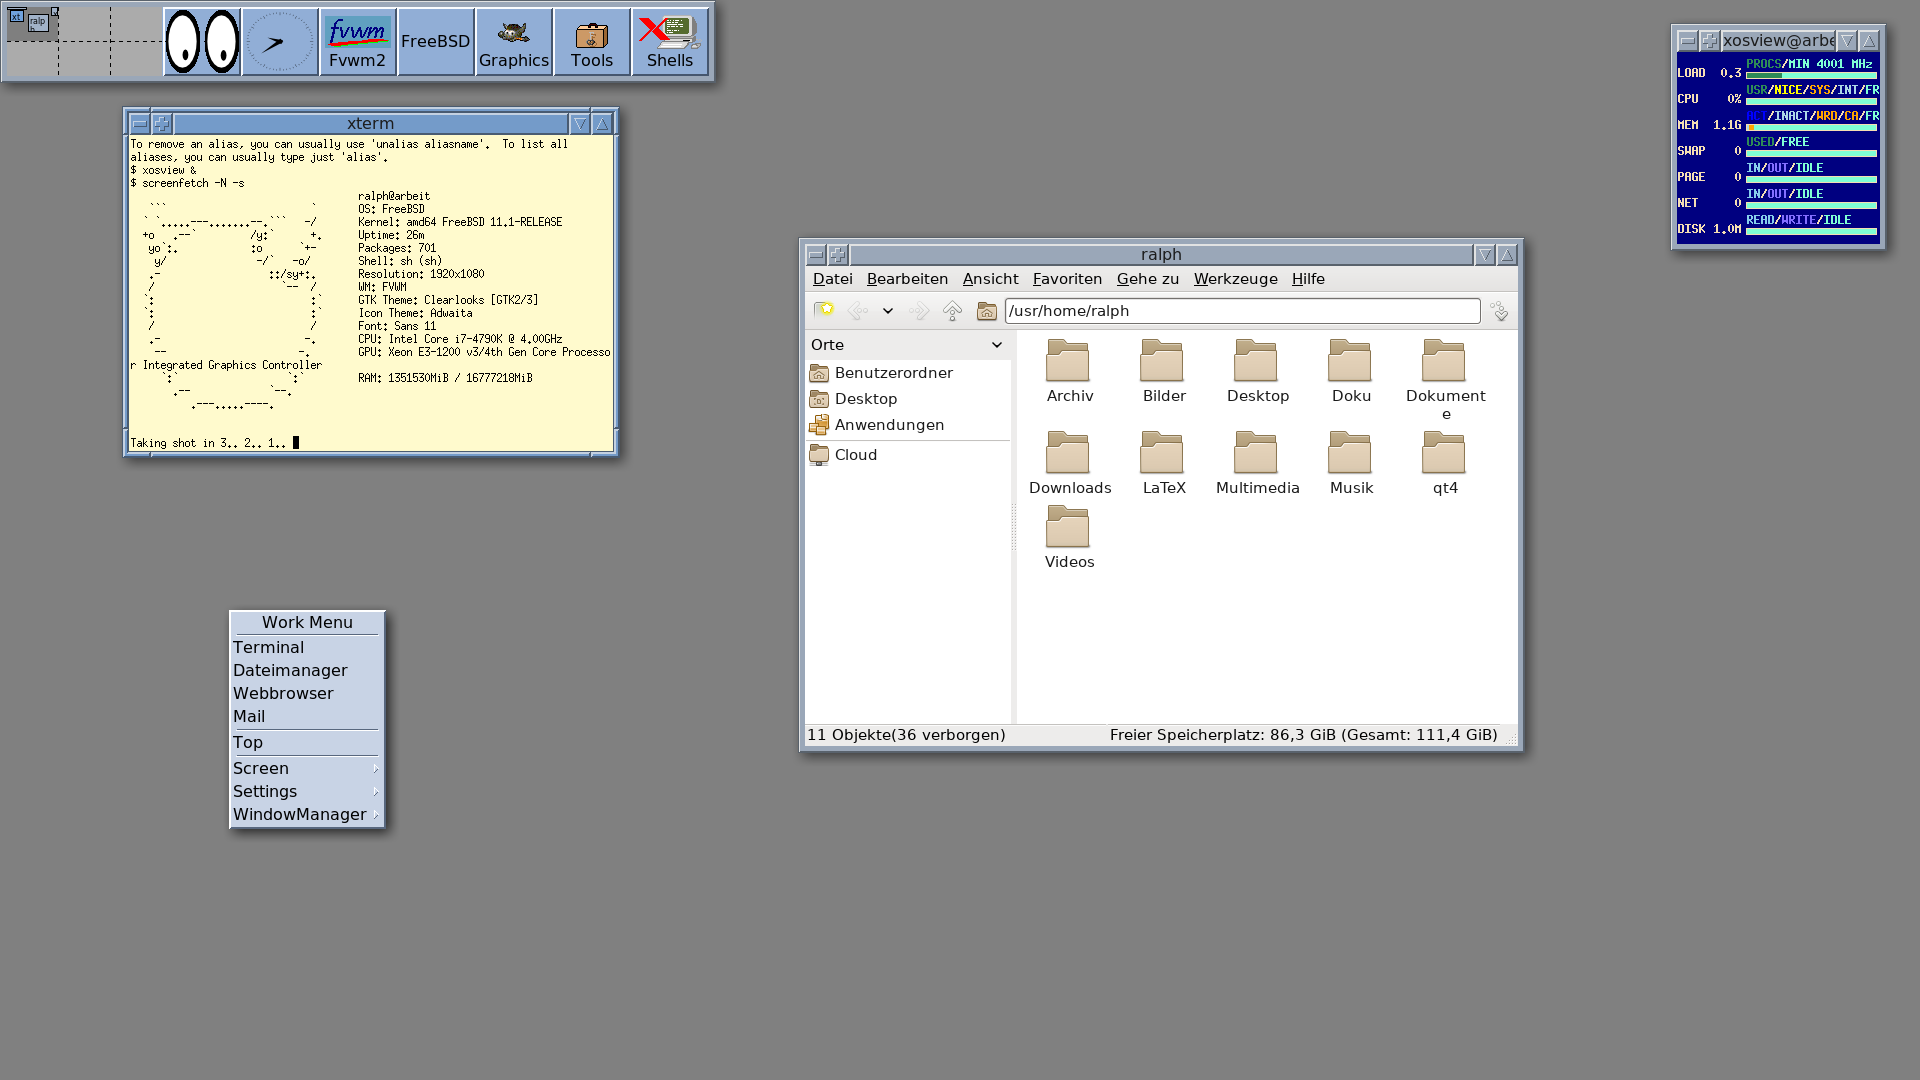 xt
ralp
h
Fvwm
Fvwm2
FreeBSD
Graphics
Tools
Shells
xterm
To remove an alias, you can usually use 'unalias aliasname'.  To list all
aliases, you can usually type just 'alias'.
$ xosview &
$ screenfetch -N -s
ralph@arbeit
OS: FreeBSD
Kernel: amd64 FreeBSD 11.1-RELEASE
Uptime: 26m
Packages: 701
Shell: sh (sh)
Resolution: 1920x1080
WM: FVWM
GTK Theme: Clearlooks [GTK2/3]
Icon Theme: Adwaita
Font: Sans 11
CPU: Intel Core i7-4790K @ 4.00GHz
GPU: Xeon E3-1200 v3/4th Gen Core Processo
r Integrated Graphics Controller
RAM: 1351530MiB / 16777218MiB
Taking shot in 3.. 2.. 1..
Work Menu
Terminal
Dateimanager
Webbrowser
Mail
Top
Screen
Settings
WindowManager
ralph
Datei Bearbeiten Ansicht Favoriten Gehe zu Werkzeuge Hilfe
/usr/home/ralph
Orte
Benutzerordner
Desktop
Anwendungen
Cloud
Archiv Bilder Desktop Doku Dokument
e
Downloads LaTeX Multimedia Musik qt4
Videos
11 Objekte(36 verborgen) Freier Speicherplatz: 86,3 GiB (Gesamt: 111,4 GiB)
xosview@arbe
PROCS/MIN 4001 MHz
LOAD 0.3
USR/NICE/SYS/INT/FR
CPU 0%
/INACT/WRD/CA/FR
MEM 1.1G
USED/FREE
SWAP 0
IN/OUT/IDLE
PAGE 0
IN/OUT/IDLE
NET 0
READ/WRITE/IDLE
DISK 1.0M